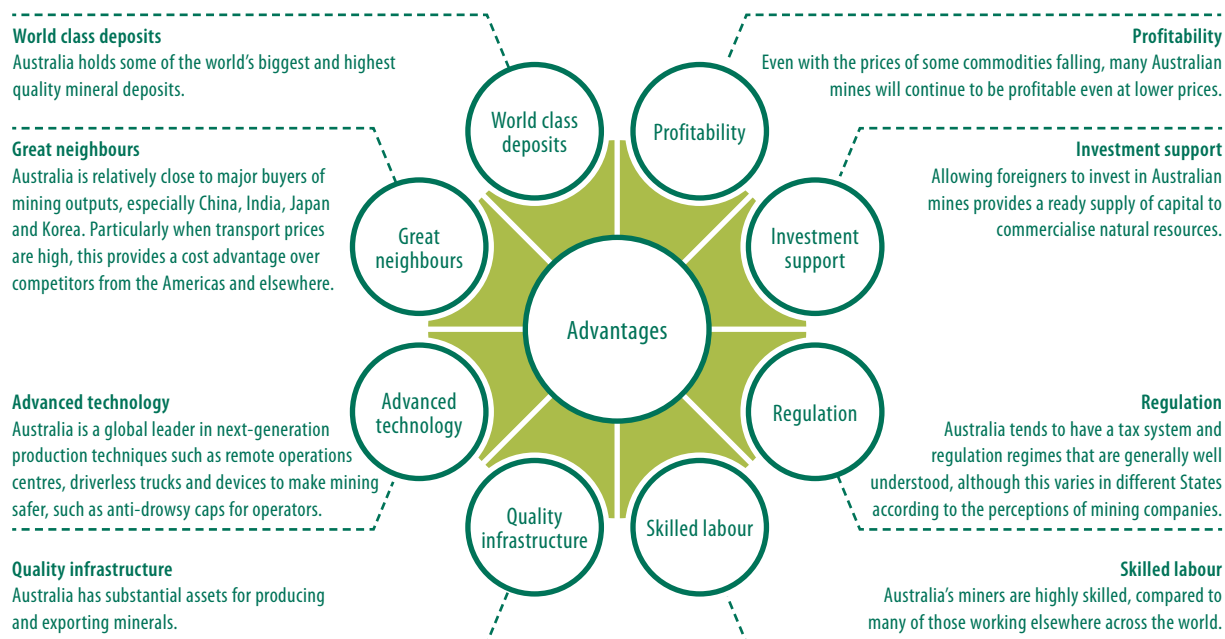 World class deposits
Australia holds some of the world's biggest and highest
quality mineral deposits.
Great neighbours
Australia is relatively close to major buyers of
mining outputs, especially China, India, Japan
and Korea. Particularly when transport prices
are high, this provides a cost advantage over
competitors from the Americas and elsewhere.
Advanced technology
Australia is a global leader in next-generation
production techniques such as remote operations
centres, driverless trucks and devices to make mining
safer, such as anti-drowsy caps for operators.
Quality infrastructure
Australia has substantial assets for producing
and exporting minerals.
World class
deposits
Profitability
Great
neighbours
Investment
support
Advantages
Advanced
technology
Regulation
Quality
infrastructure
Skilled labour
Profitability
Even with the prices of some commodities falling, many Australian
mines will continue to be profitable even at lower prices.
Investment support
Allowing foreigners to invest in Australian
mines provides a ready supply of capital to
commercialise natural resources.
Regulation
Australia tends to have a tax system and
regulation regimes that are generally well
understood, although this varies in different States
according to the perceptions of mining companies.
Skilled labour
Australia's miners are highly skilled, compared to
many of those working elsewhere across the world.